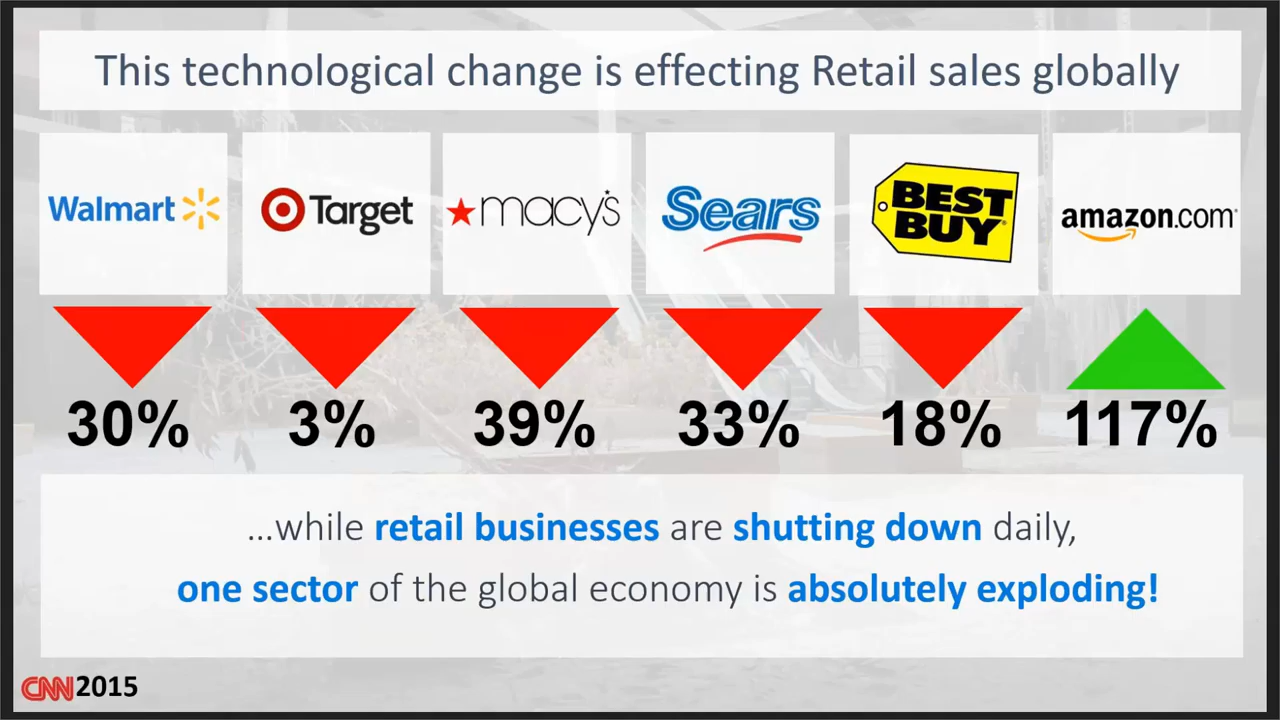 This technological change is effecting Retail sales globally
Walmart Target macy's Sears BEST BUY amazon.com
30% 3% 39% 33% 18% 117%
...while retail businesses are shutting down daily,
one sector of the global economy is absolutely exploding!
CNN 2015